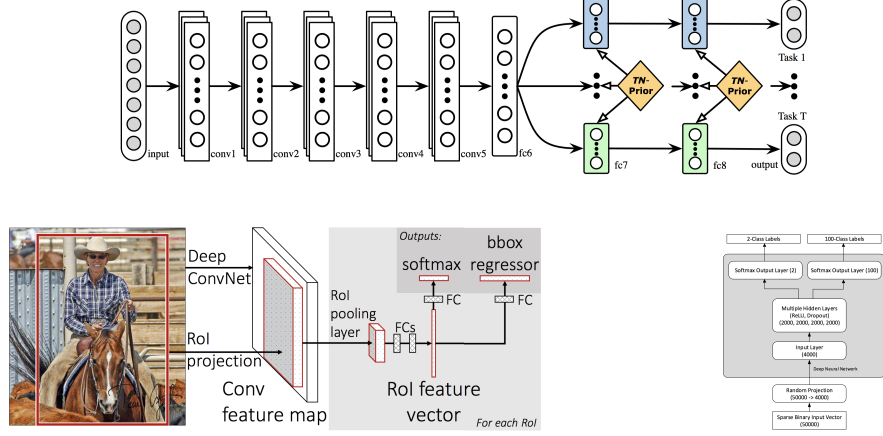 input
conv1
conv2
conv3
conv4
conv5
fc6
TN-
Prior
TN-
Prior
fc7
fc8
Task 1
Task T
output
Deep
ConvNet
RoI
projection
Conv
feature map
RoI
pooling
layer
FCs
RoI feature
vector
Outputs:
softmax
bbox
regressor
FC
FC
For each RoI
2-Class Labels
100-Class Labels
Softmax Output Layer (2)
Softmax Output Layer (100)
Multiple Hidden Layers
(ReLU, Dropout)
(2000, 2000, 2000, 2000)
Input Layer
(4000)
Deep Neural Network
Random Projection
(50000 -> 4000)
Sparse Binary Input Vector
(50000)